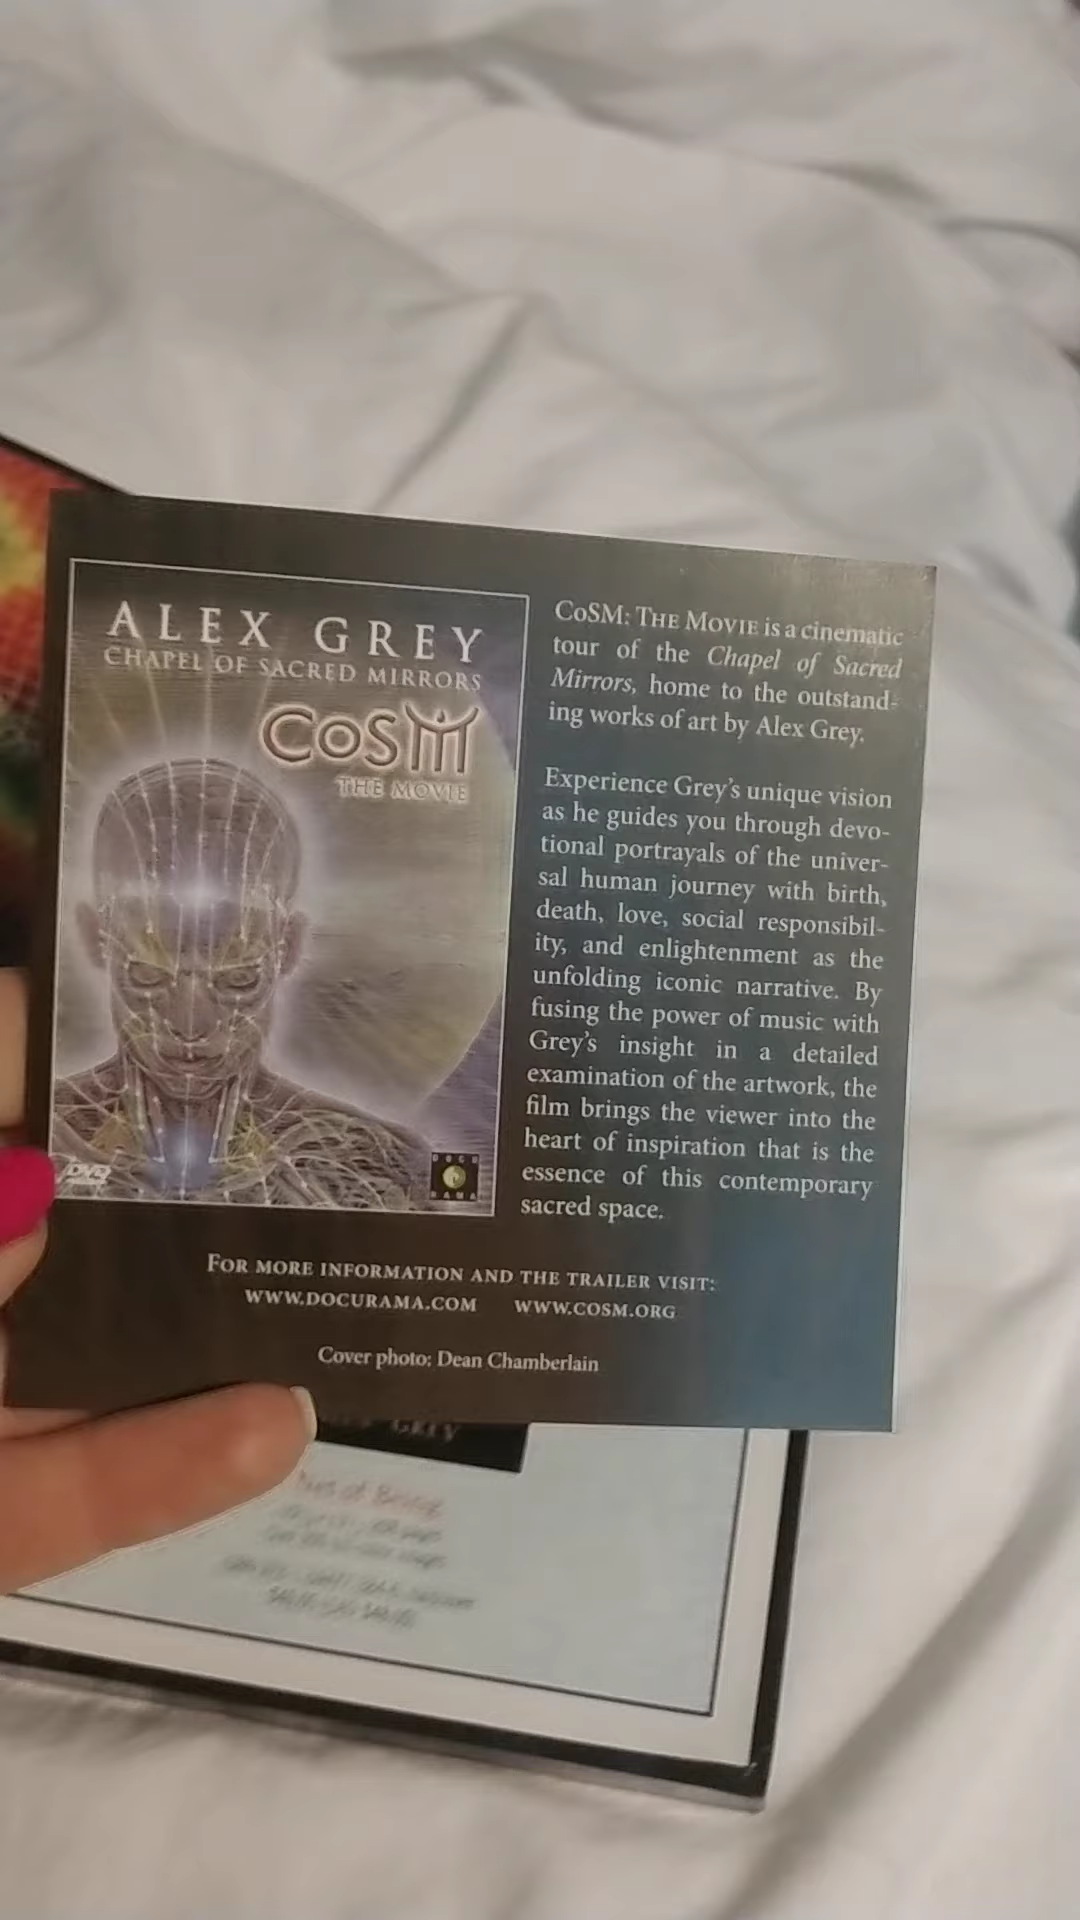 ALEX GREY
CHAPEL OF SACRED MIRRORS
CoSM
THE MOVIE
DVD
DOCU
RAMA
CoSM: The Movie is a cinematic
tour of the Chapel of Sacred
Mirrors, home to the outstand-
ing works of art by Alex Grey.
Experience Grey's unique vision
as he guides you through devo-
tional portrayals of the univer-
sal human journey with birth,
death, love, social responsibil-
ity, and enlightenment as the
unfolding iconic narrative. By
fusing the power of music with
Grey's insight in a detailed
examination of the artwork, the
film brings the viewer into the
heart of inspiration that is the
essence of this contemporary
sacred space.
For more information and the trailer visit:
www.docurama.com www.cosm.org
Cover photo: Dean Chamberlain
GREY
of Being